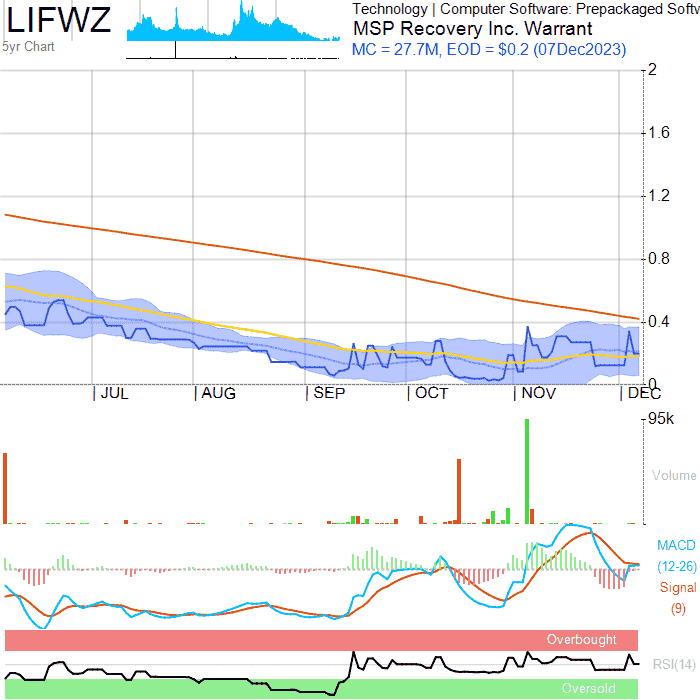 LIFWZ
5yr Chart
Technology | Computer Software: Prepackaged Softw
MSP Recovery Inc. Warrant
MC = 27.7M, EOD = $0.2 (07Dec2023)
2
1.6
1.2
0.8
0.4
0
JUL AUG SEP OCT NOV DEC
95k
Volume
MACD
(12-26)
Signal
(9)
Overbought
RSI(14)
Oversold